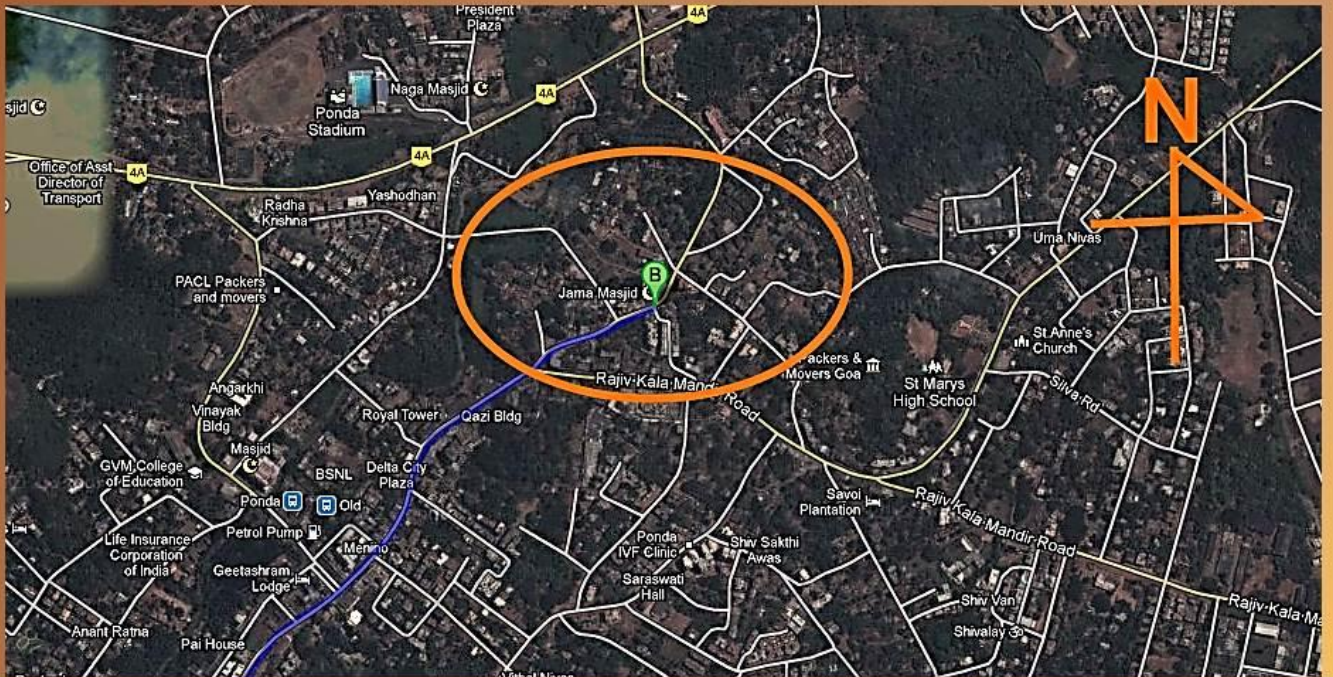 President
Plaza
4A
Naga Masjid
4A
sjid
Ponda
Stadium
4A
N
Office of Asst
Director of
Transport
4A
Yashodhan
Radha
Krishna
Uma Nivas
B
PACL Packers
and movers
Jama Masjid
St.Anne's
Church
Packers &
Movers Goa
St Marys
High School
Rajiv-Kala Mandir Road
Silva Rd
Angarkhi
Vinayak
Bldg
Royal Tower
Qazi Bldg
Masjid
GVM College
of Education
BSNL
Delta City
Plaza
Ponda
Old
Savoi
Plantation
Rajiv-Kala-Mandir-Road
Petrol Pump
Life Insurance
Corporation
of India
Menino
Ponda
IVF Clinic
Shiv Sakthi
Awas
Geetashram
Lodge
Saraswati
Hall
Shiv Van
Rajiv-Kala-Ma
Anant Ratna
Shivalay
Pai House